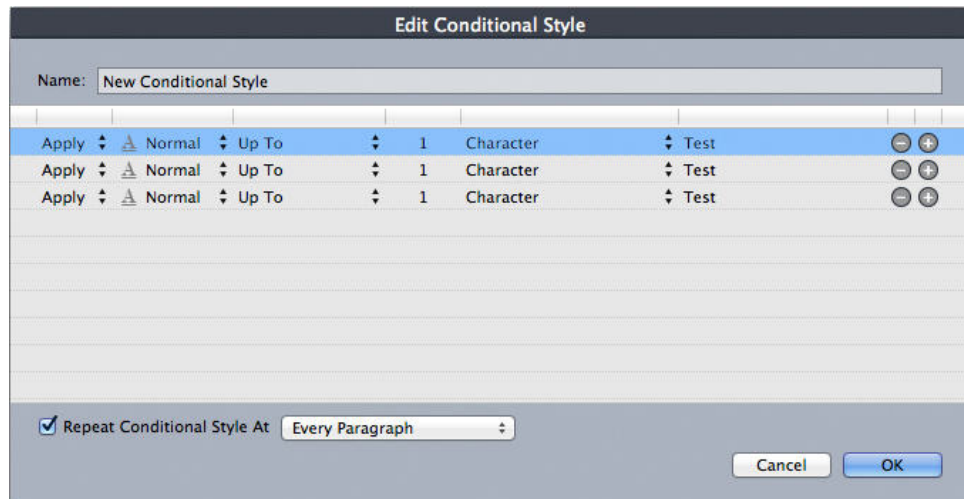 Edit Conditional Style
Name: New Conditional Style
Apply A Normal Up To 1 Character Test
Apply A Normal Up To 1 Character Test
Apply A Normal Up To 1 Character Test
Repeat Conditional Style At Every Paragraph
Cancel OK